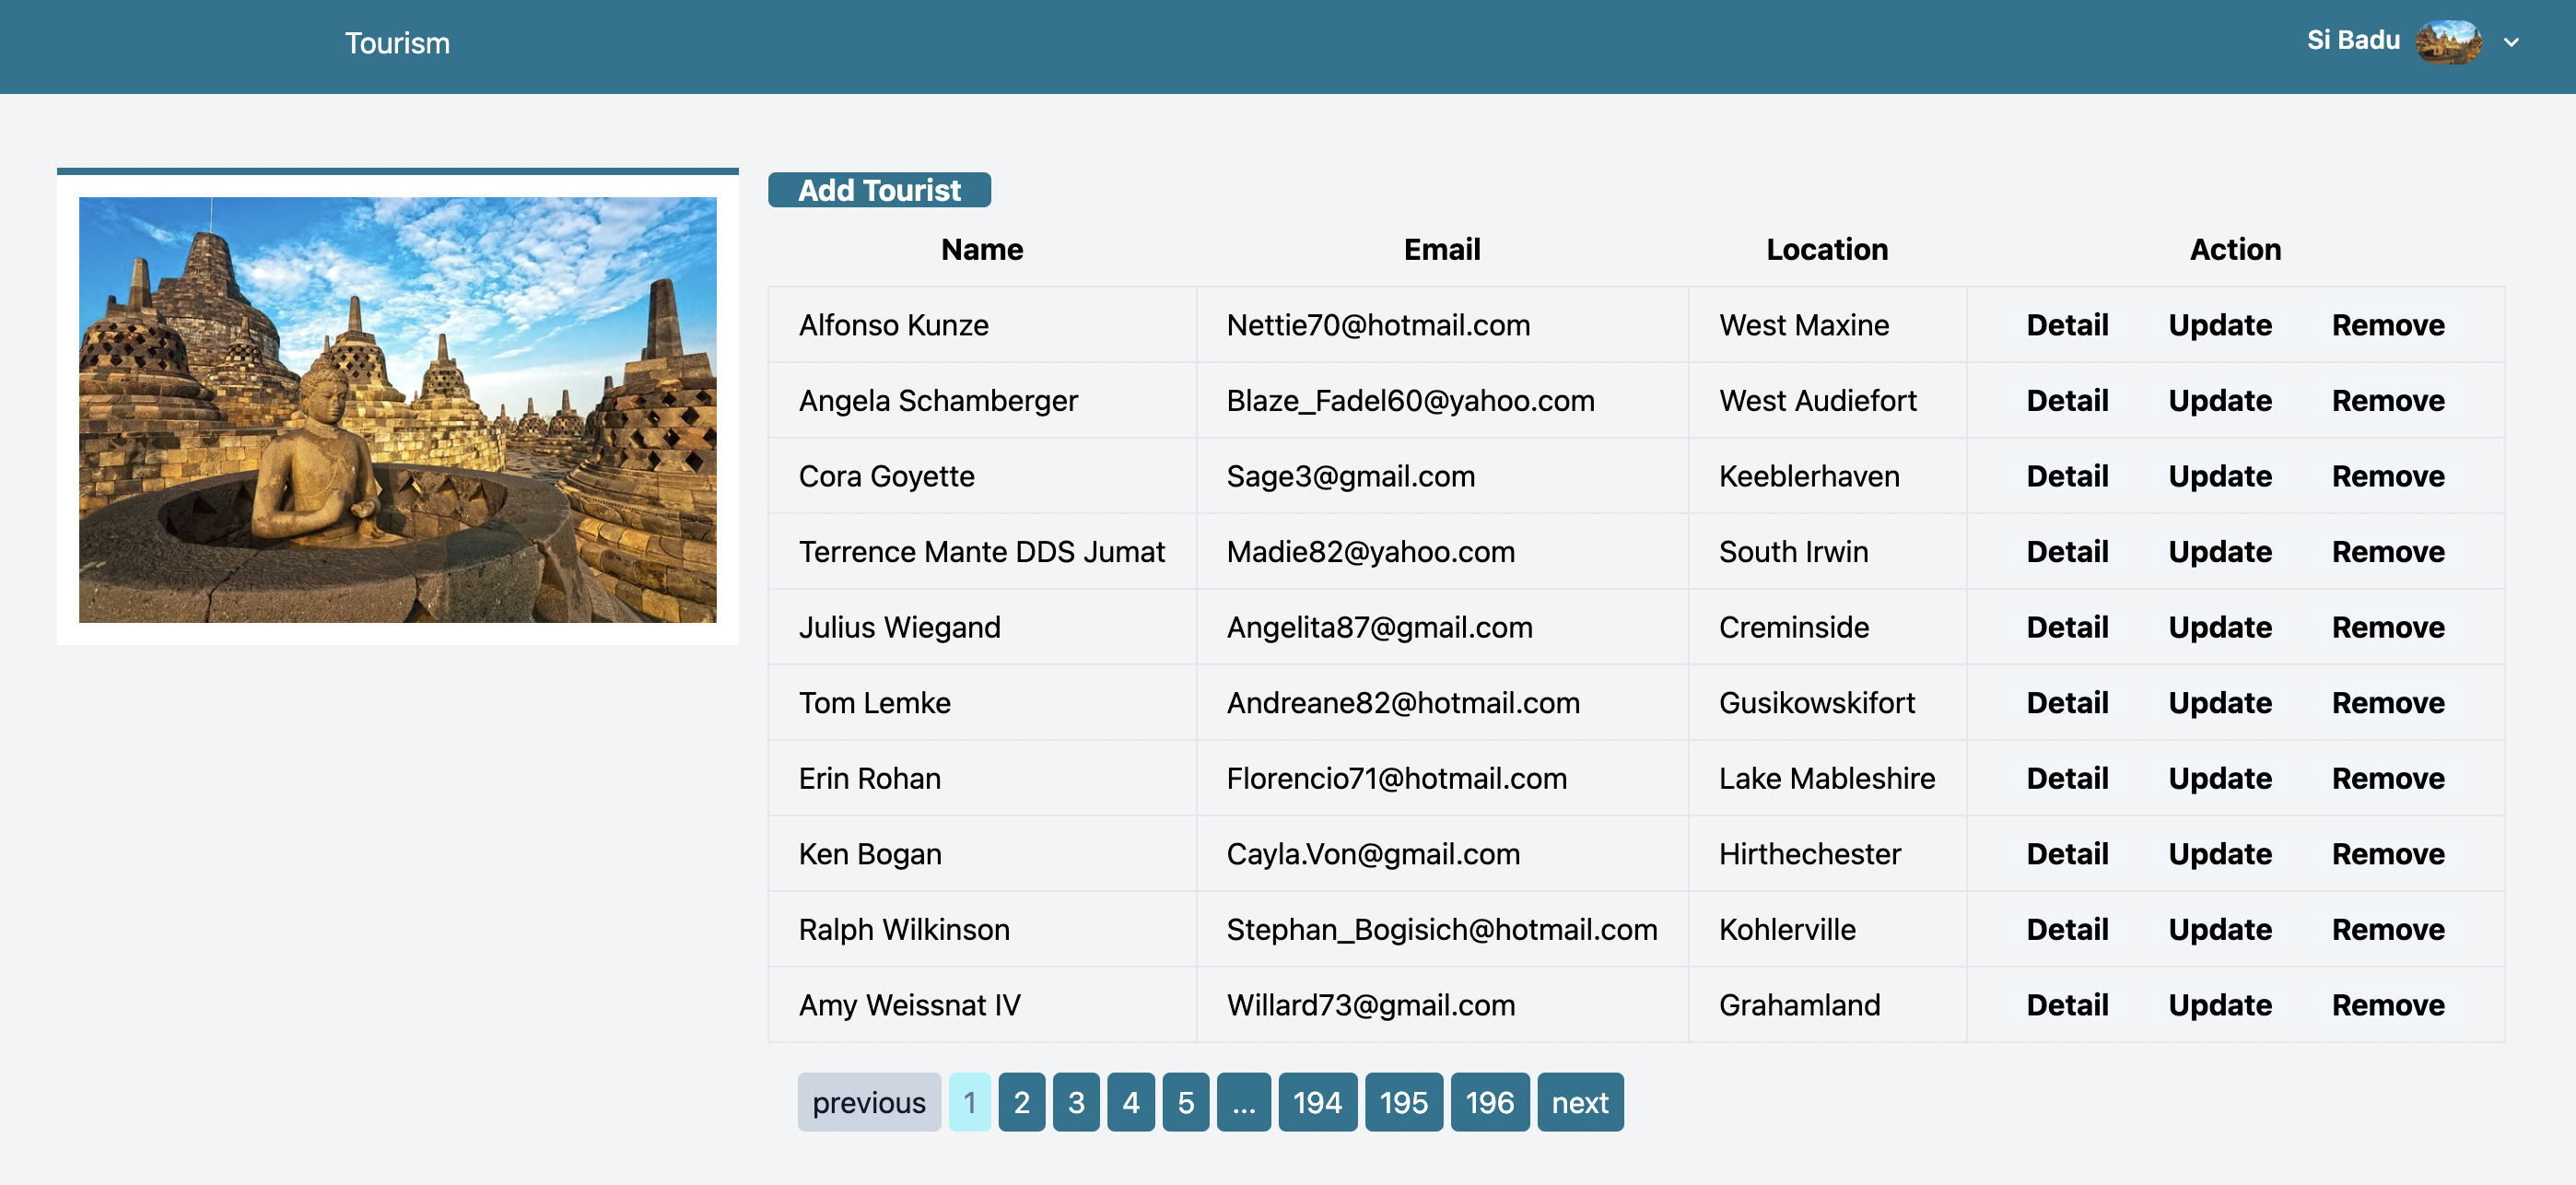 Tourism
Si Badu
Add Tourist
Name Email Location Action
Alfonso Kunze Nettie70@hotmail.com West Maxine Detail Update Remove
Angela Schamberger Blaze_Fadel60@yahoo.com West Audiefort Detail Update Remove
Cora Goyette Sage3@gmail.com Keeblerhaven Detail Update Remove
Terrence Mante DDS Jumat Madie82@yahoo.com South Irwin Detail Update Remove
Julius Wiegand Angelita87@gmail.com Creminside Detail Update Remove
Tom Lemke Andreane82@hotmail.com Gusikowskifort Detail Update Remove
Erin Rohan Florencio71@hotmail.com Lake Mableshire Detail Update Remove
Ken Bogan Cayla.Von@gmail.com Hirthechester Detail Update Remove
Ralph Wilkinson Stephan_Bogisich@hotmail.com Kohlerville Detail Update Remove
Amy Weissnat IV Willard73@gmail.com Grahamland Detail Update Remove
previous 1 2 3 4 5 ... 194 195 196 next